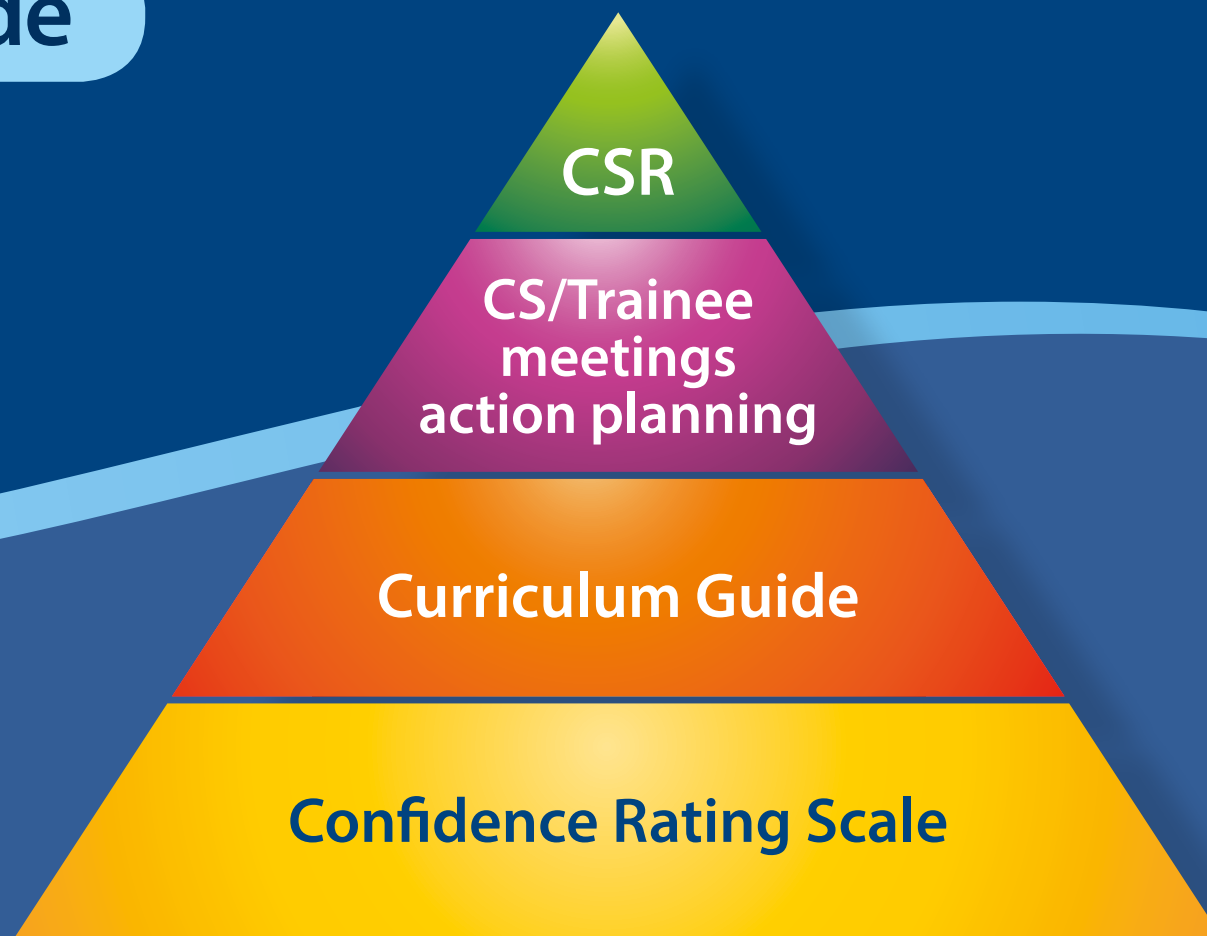 de
CSR
CS/Trainee
meetings
action planning
Curriculum Guide
Confidence Rating Scale